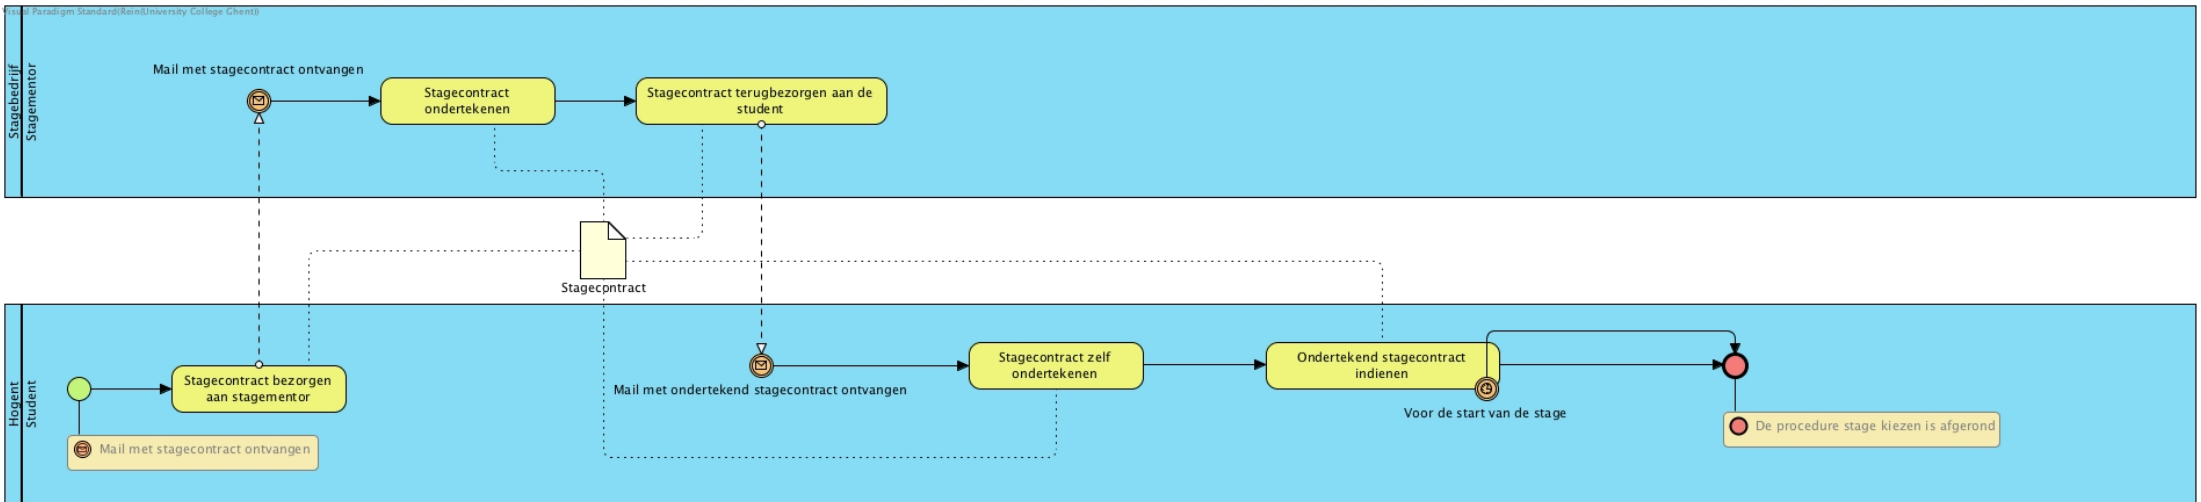 Visual Paradigm Standard(Rein(University College Ghent))
Stagebedrijf
Stagementor
Mail met stagecontract ontvangen
Stagecontract
ondertekenen
Stagecontract terugbezorgen aan de
student
Stagecontract
Hogent
Student
Stagecontract bezorgen
aan stagementor
Mail met stagecontract ontvangen
Mail met ondertekend stagecontract ontvangen
Stagecontract zelf
ondertekenen
Ondertekend stagecontract
indienen
Voor de start van de stage
De procedure stage kiezen is afgerond